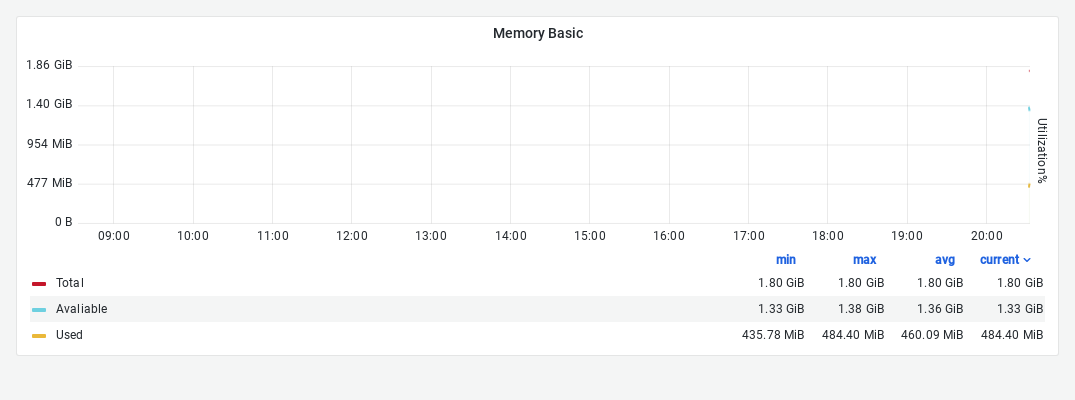 Memory Basic
1.86 GiB
1.40 GiB
954 MiB
477 MiB
0 B
Utilization%
09:00 10:00 11:00 12:00 13:00 14:00 15:00 16:00 17:00 18:00 19:00 20:00
min max avg current
Total 1.80 GiB 1.80 GiB 1.80 GiB 1.80 GiB
Avaliable 1.33 GiB 1.38 GiB 1.36 GiB 1.33 GiB
Used 435.78 MiB 484.40 MiB 460.09 MiB 484.40 MiB